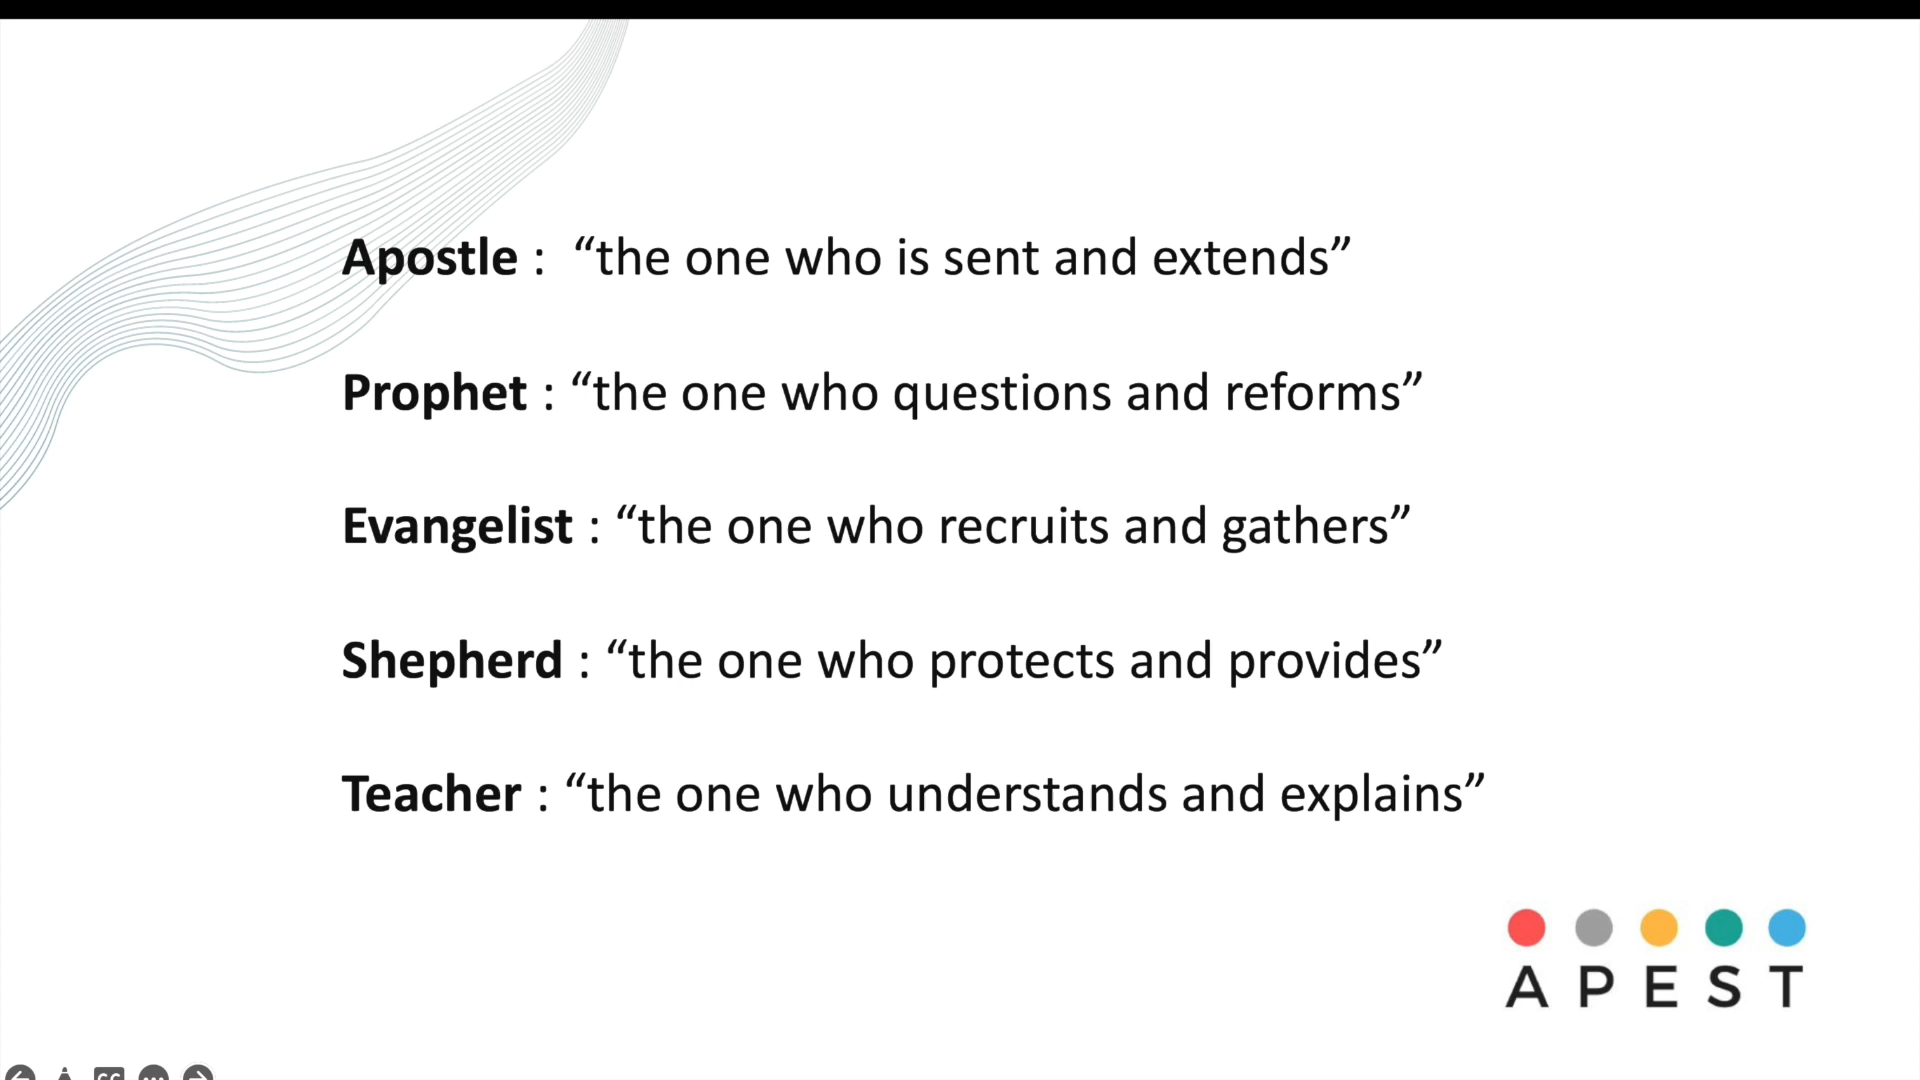 Apostle :  “the one who is sent and extends”
Prophet : “the one who questions and reforms”
Evangelist : “the one who recruits and gathers”
Shepherd : “the one who protects and provides”
Teacher : “the one who understands and explains”
A P E S T
CC